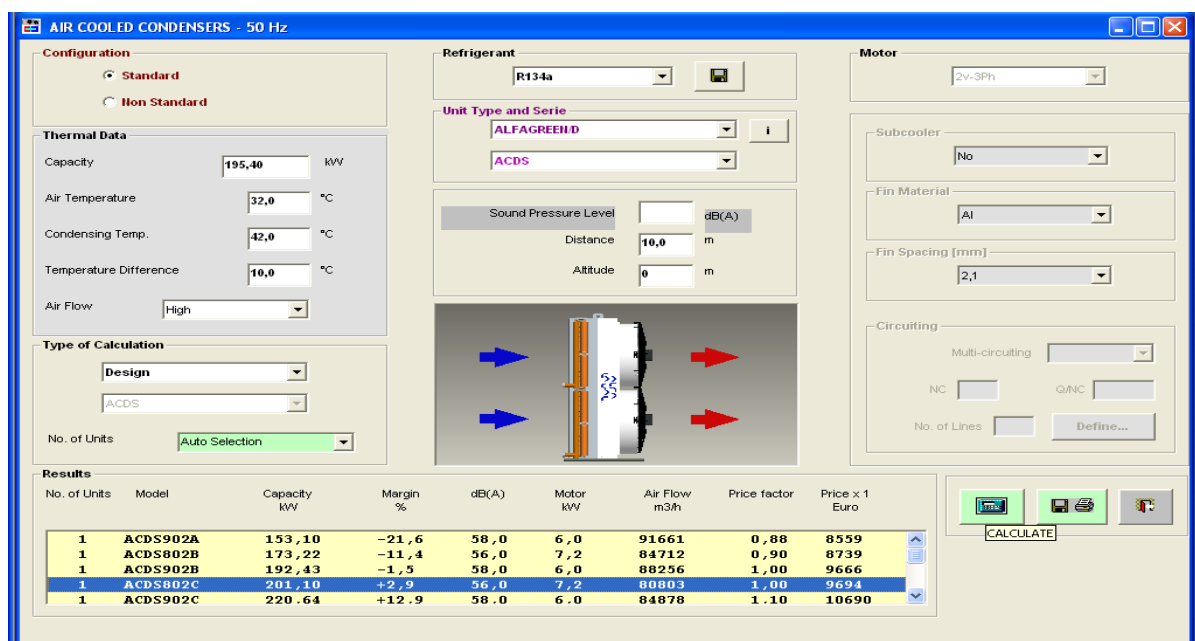 AIR COOLED CONDENSERS - 50 Hz
Configuration
Standard
Non Standard
Thermal Data
Capacity 195,40 kW
Air Temperature 32,0 °C
Condensing Temp. 42,0 °C
Temperature Difference 10,0 °C
Air Flow High
Type of Calculation
Design
ACDS
No. of Units Auto Selection
Refrigerant
R134a
Unit Type and Serie
ALFAGREEN/D i
ACDS
Sound Pressure Level dB(A)
Distance 10,0 m
Altitude 0 m
Motor
2v-3Ph
Subcooler
No
Fin Material
Al
Fin Spacing [mm]
2,1
Circuiting
Multi-circuiting
NC Q/NC
No. of Lines Define...
Results
No. of Units Model Capacity Margin dB(A) Motor Air Flow Price factor Price x 1
kW % kW m3/h Euro
1 ACDS902A 153,10 -21,6 58,0 6,0 91661 0,88 8559
1 ACDS802B 173,22 -11,4 56,0 7,2 84712 0,90 8739
1 ACDS902B 192,43 -1,5 58,0 6,0 88256 1,00 9666
1 ACDS802C 201,10 +2,9 56,0 7,2 80803 1,00 9694
1 ACDS902C 220.64 +12.9 58.0 6.0 84878 1.10 10690
CALCULATE